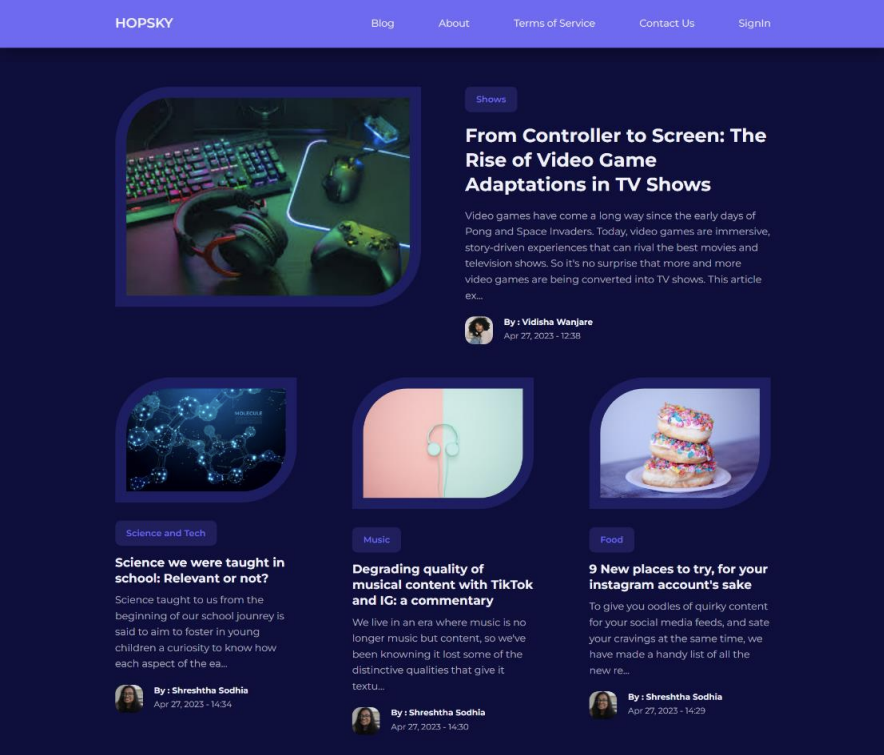 HOPSKY
Blog
About
Terms of Service
Contact Us
SignIn
Shows
From Controller to Screen: The
Rise of Video Game
Adaptations in TV Shows
Video games have come a long way since the early days of
Pong and Space Invaders. Today, video games are immersive,
story-driven experiences that can rival the best movies and
television shows. So it's no surprise that more and more
video games are being converted into TV shows. This article
ex...
By : Vidisha Wanjare
Apr 27, 2023 - 12:38
MOLECULE
Science and Tech
Science we were taught in
school: Relevant or not?
Science taught to us from the
beginning of our school jounrey is
said to aim to foster in young
children a curiosity to know how
each aspect of the ea...
By : Shreshtha Sodhia
Apr 27, 2023 - 14:34
Music
Degrading quality of
musical content with TikTok
and IG: a commentary
We live in an era where music is no
longer music but content, so we've
been knowning it lost some of the
distinctive qualities that give it
textu...
By : Shreshtha Sodhia
Apr 27, 2023 - 14:30
Food
9 New places to try, for your
instagram account's sake
To give you oodles of quirky content
for your social media feeds, and sate
your cravings at the same time, we
have made a handy list of all the
new re...
By : Shreshtha Sodhia
Apr 27, 2023 - 14:29